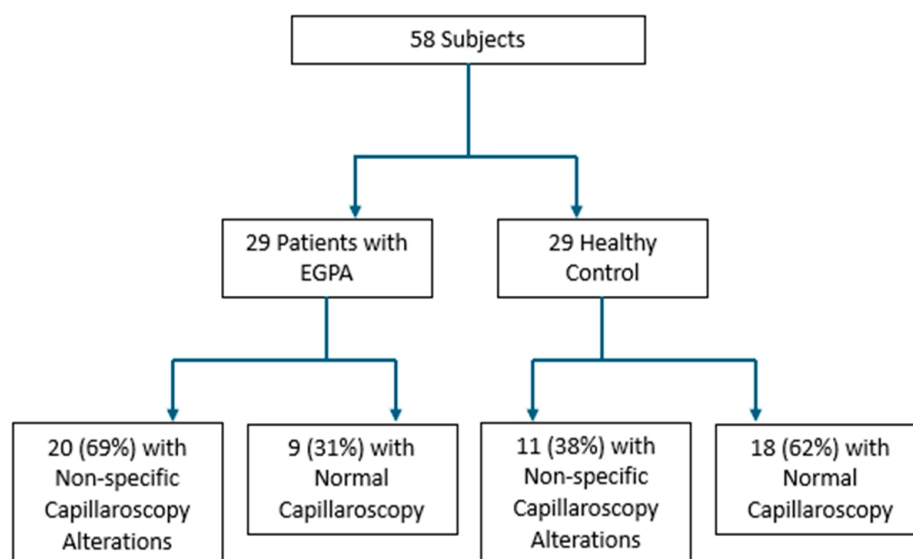 58 Subjects
29 Patients with
EGPA
29 Healthy
Control
20 (69%) with
Non-specific
Capillaroscopy
Alterations
9 (31%) with
Normal
Capillaroscopy
11 (38%) with
Non-specific
Capillaroscopy
Alterations
18 (62%) with
Normal
Capillaroscopy